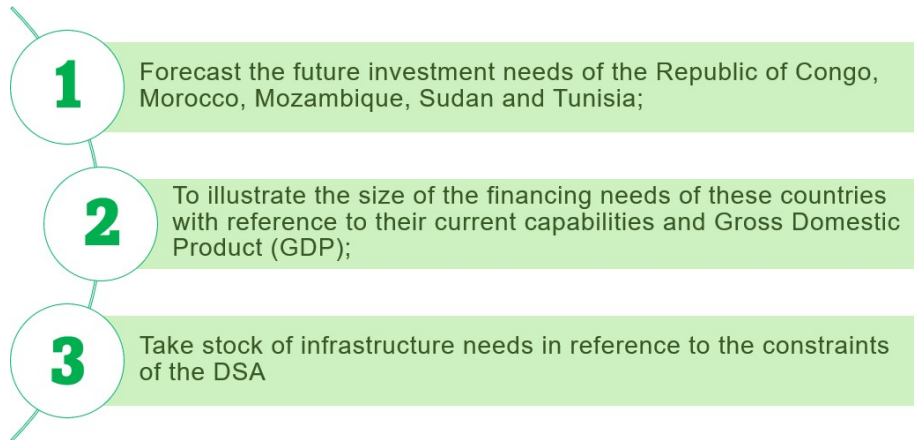 1
Forecast the future investment needs of the Republic of Congo,
Morocco, Mozambique, Sudan and Tunisia;
2
To illustrate the size of the financing needs of these countries
with reference to their current capabilities and Gross Domestic
Product (GDP);
3
Take stock of infrastructure needs in reference to the constraints
of the DSA